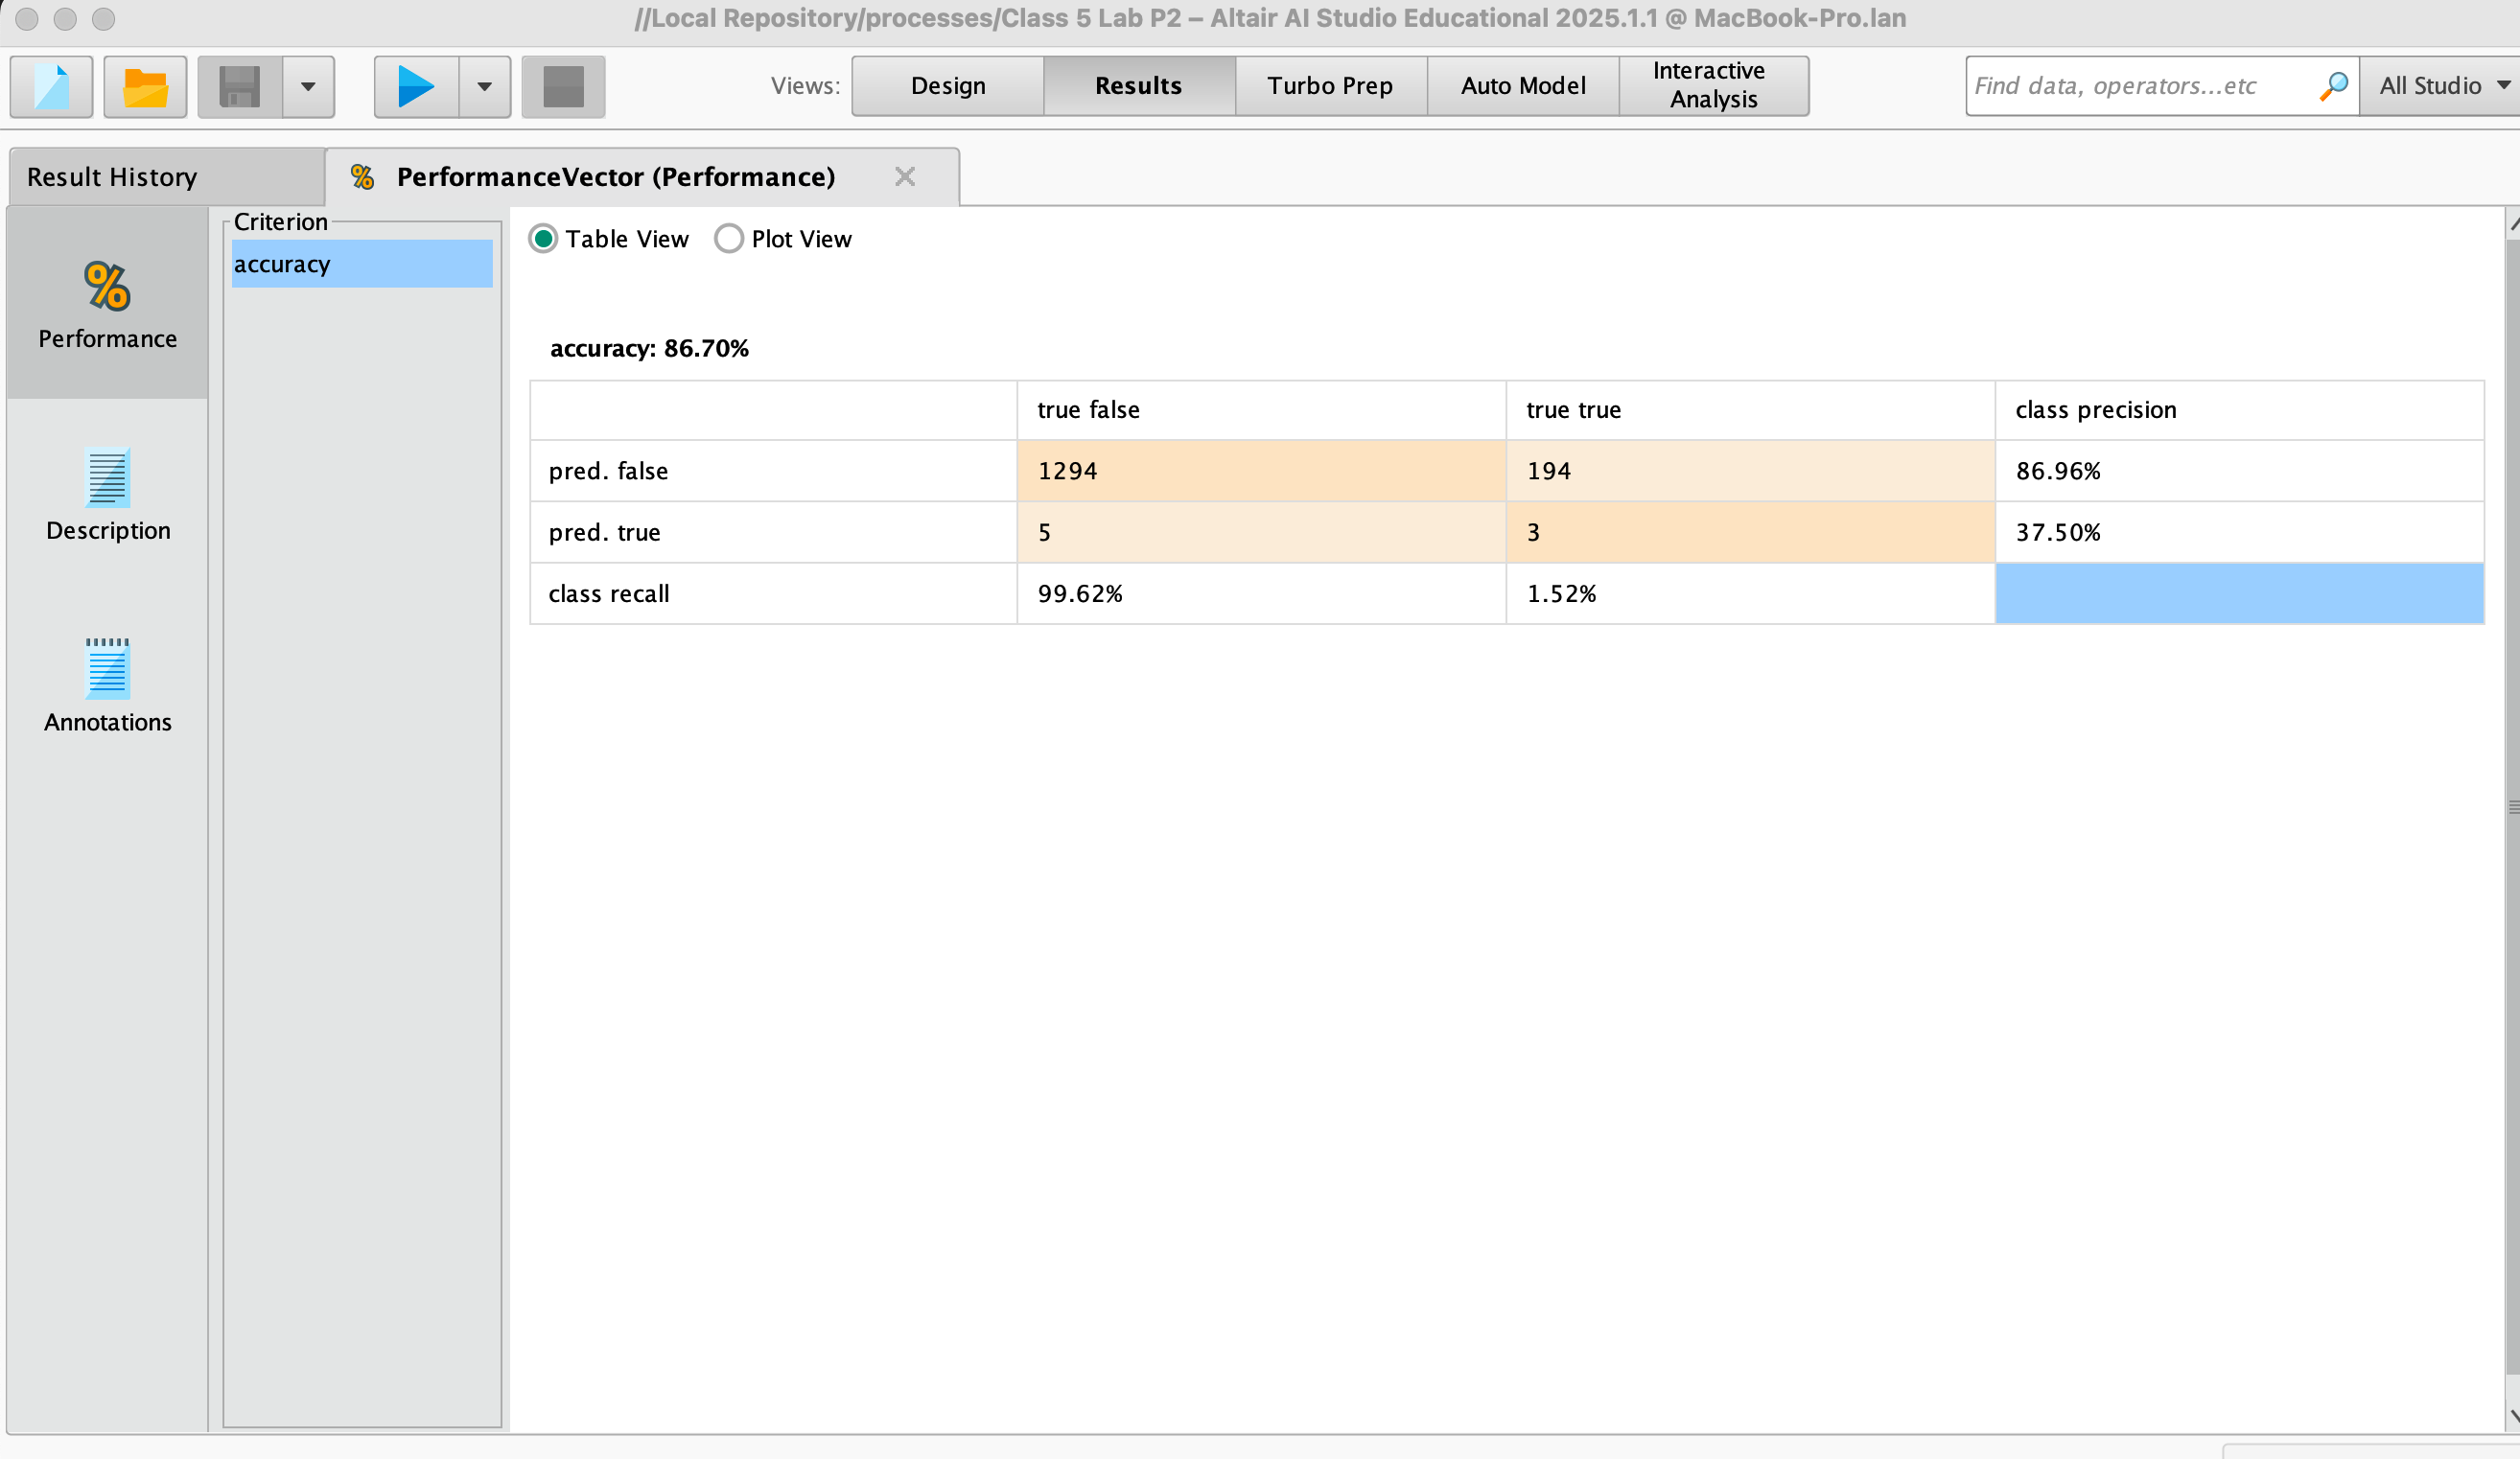 //Local Repository/processes/Class 5 Lab P2 – Altair AI Studio Educational 2025.1.1 @ MacBook-Pro.lan
Views:
Design
Results
Turbo Prep
Auto Model
Interactive
Analysis
Find data, operators...etc
All Studio
Result History
% PerformanceVector (Performance)
Criterion
accuracy
Table View
Plot View
%
Performance
Description
Annotations
accuracy: 86.70%
true false true true class precision
pred. false 1294 194 86.96%
pred. true 5 3 37.50%
class recall 99.62% 1.52%